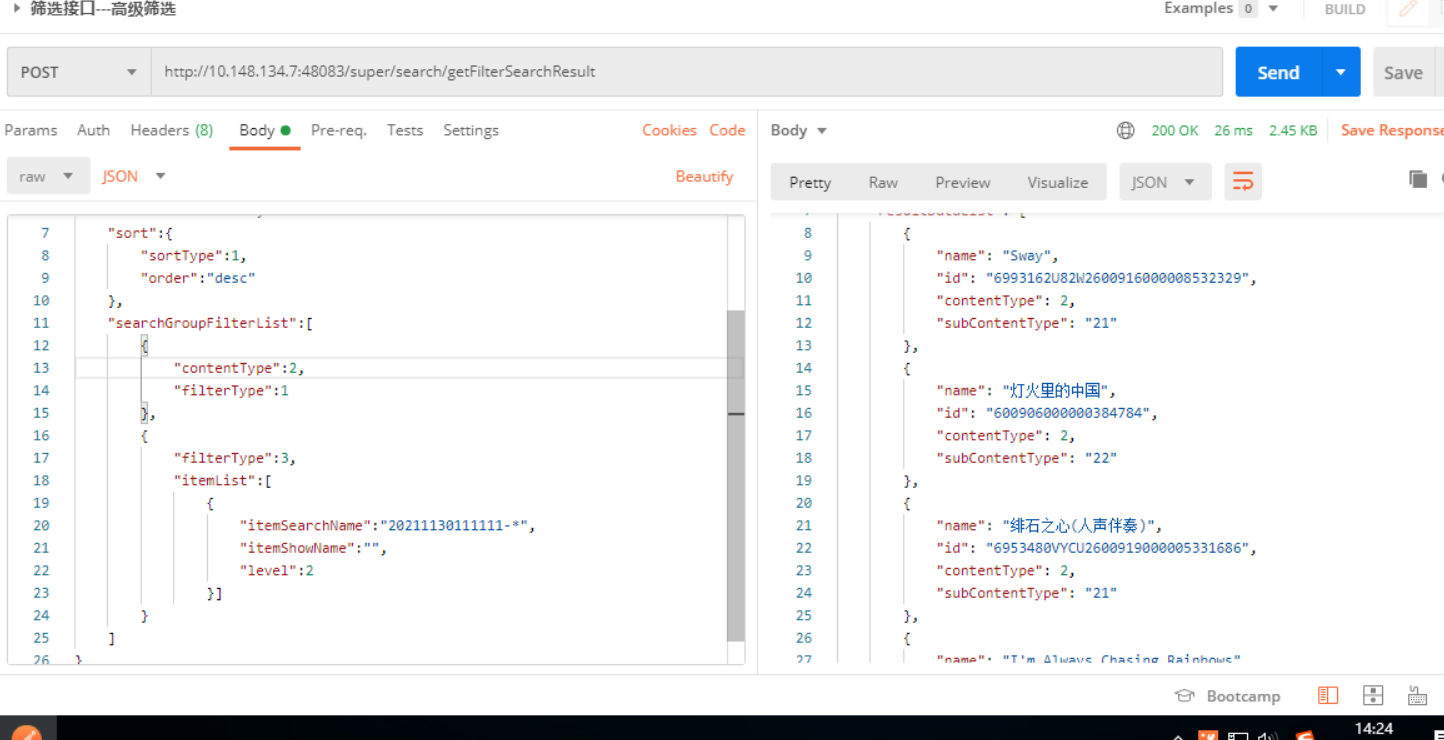 筛选接口---高级筛选
Examples 0
BUILD
POST
http://10.148.134.7:48083/super/search/getFilterSearchResult
Send
Save
Params Auth Headers (8) Body Pre-req. Tests Settings Cookies Code
raw JSON Beautify
7 "sort":{
8 "sortType":1,
9 "order":"desc"
10 },
11 "searchGroupFilterList":[
12 {
13 "contentType":2,
14 "filterType":1
15 },
16 {
17 "filterType":3,
18 "itemList":[
19 {
20 "itemSearchName":"20211130111111-*",
21 "itemShowName":"",
22 "level":2
23 }]
24 }
25 ]
26 }
Body 200 OK 26 ms 2.45 KB Save Response
Pretty Raw Preview Visualize JSON
8 {
9 "name": "Sway",
10 "id": "6993162U82W2600916000008532329",
11 "contentType": 2,
12 "subContentType": "21"
13 },
14 {
15 "name": "灯火里的中国",
16 "id": "600906000000384784",
17 "contentType": 2,
18 "subContentType": "22"
19 },
20 {
21 "name": "绯石之心(人声伴奏)",
22 "id": "6953480VYCU2600919000005331686",
23 "contentType": 2,
24 "subContentType": "21"
25 },
26 {
27 "name": "I'm Always Chasing Rainbows"
Bootcamp
14:24